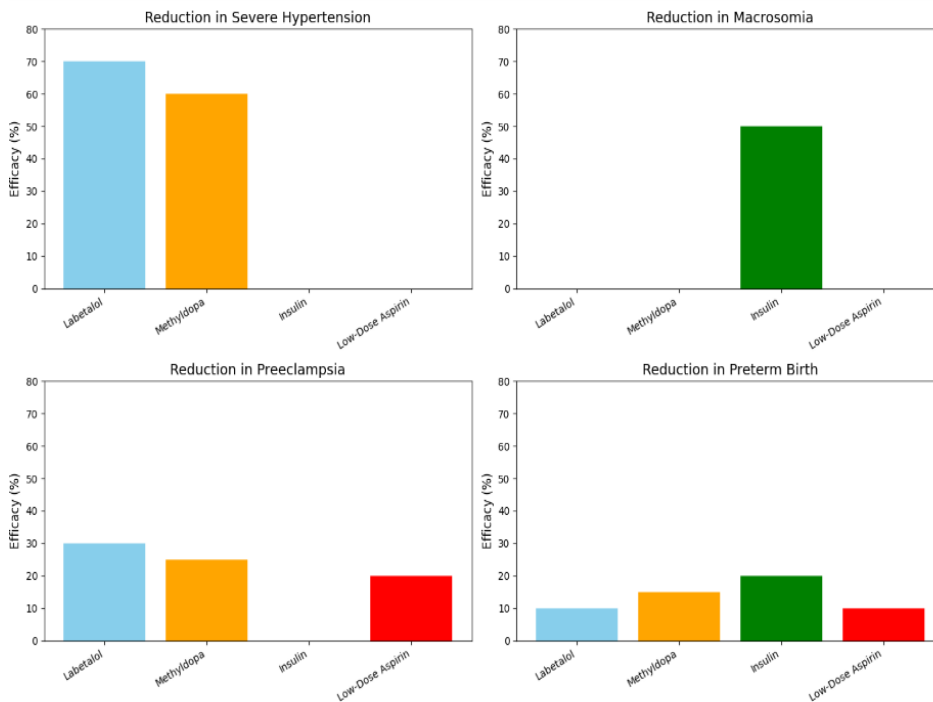 Reduction in Severe Hypertension
Efficacy (%)
80
70
60
50
40
30
20
10
0
Labetalol
Methyldopa
Insulin
Low-Dose Aspirin
Reduction in Macrosomia
Efficacy (%)
80
70
60
50
40
30
20
10
0
Labetalol
Methyldopa
Insulin
Low-Dose Aspirin
Reduction in Preeclampsia
Efficacy (%)
80
70
60
50
40
30
20
10
0
Labetalol
Methyldopa
Insulin
Low-Dose Aspirin
Reduction in Preterm Birth
Efficacy (%)
80
70
60
50
40
30
20
10
0
Labetalol
Methyldopa
Insulin
Low-Dose Aspirin